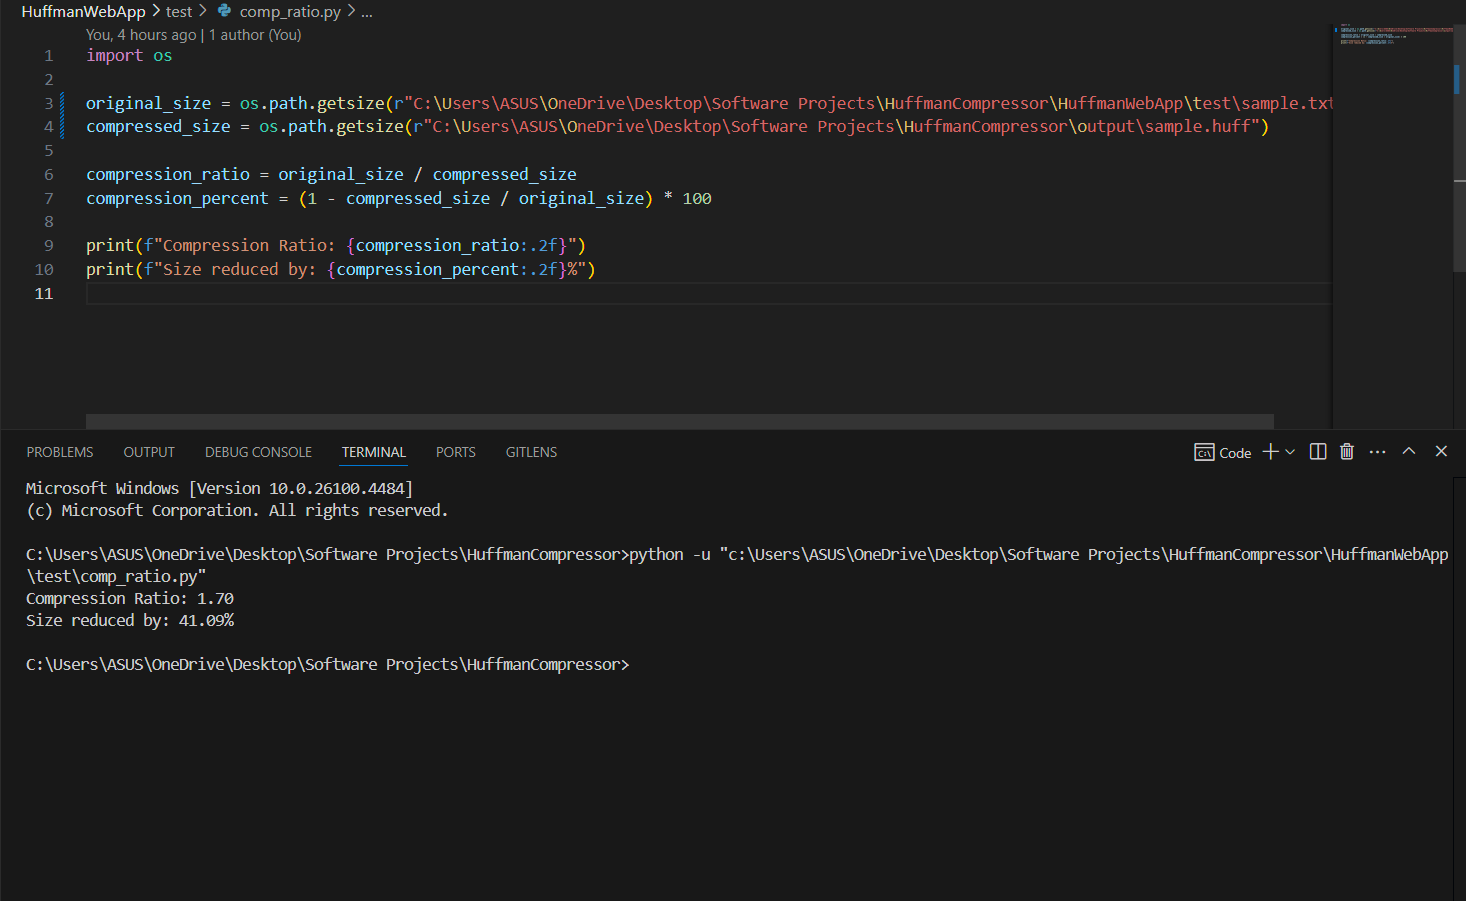 HuffmanWebApp > test > comp_ratio.py > ...
You, 4 hours ago | 1 author (You)
1 import os
2
3 original_size = os.path.getsize(r"C:\Users\ASUS\OneDrive\Desktop\Software Projects\HuffmanCompressor\HuffmanWebApp\test\sample.txt
4 compressed_size = os.path.getsize(r"C:\Users\ASUS\OneDrive\Desktop\Software Projects\HuffmanCompressor\output\sample.huff")
5
6 compression_ratio = original_size / compressed_size
7 compression_percent = (1 - compressed_size / original_size) * 100
8
9 print(f"Compression Ratio: {compression_ratio:.2f}")
10 print(f"Size reduced by: {compression_percent:.2f}%")
11
PROBLEMS OUTPUT DEBUG CONSOLE TERMINAL PORTS GITLENS Code
Microsoft Windows [Version 10.0.26100.4484]
(c) Microsoft Corporation. All rights reserved.
C:\Users\ASUS\OneDrive\Desktop\Software Projects\HuffmanCompressor>python -u "c:\Users\ASUS\OneDrive\Desktop\Software Projects\HuffmanCompressor\HuffmanWebApp
\test\comp_ratio.py"
Compression Ratio: 1.70
Size reduced by: 41.09%
C:\Users\ASUS\OneDrive\Desktop\Software Projects\HuffmanCompressor>